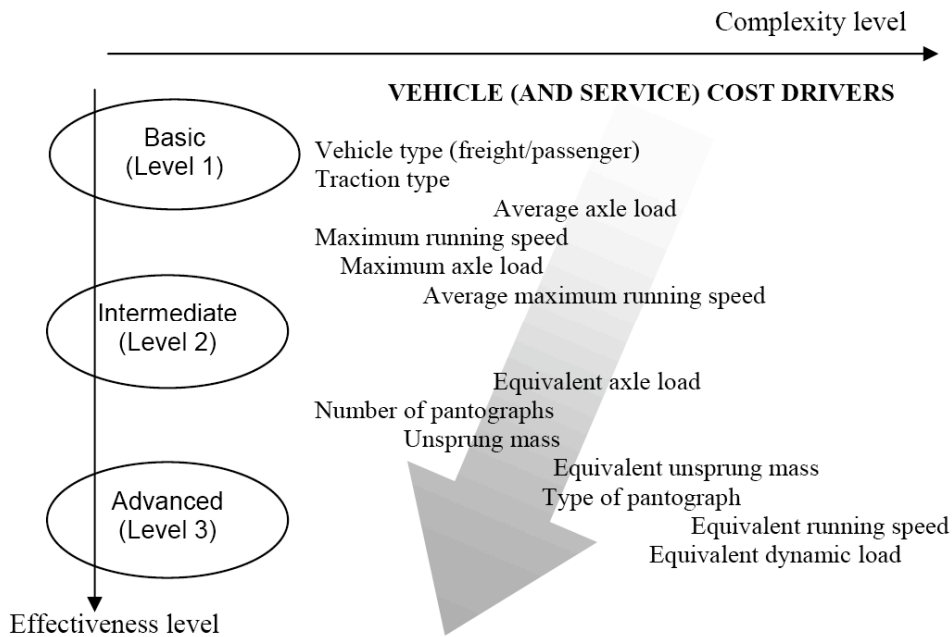 Complexity level
VEHICLE (AND SERVICE) COST DRIVERS
Basic
(Level 1)
Vehicle type (freight/passenger)
Traction type
Average axle load
Maximum running speed
Maximum axle load
Average maximum running speed
Intermediate
(Level 2)
Equivalent axle load
Number of pantographs
Unsprung mass
Equivalent unsprung mass
Type of pantograph
Advanced
(Level 3)
Equivalent running speed
Equivalent dynamic load
Effectiveness level